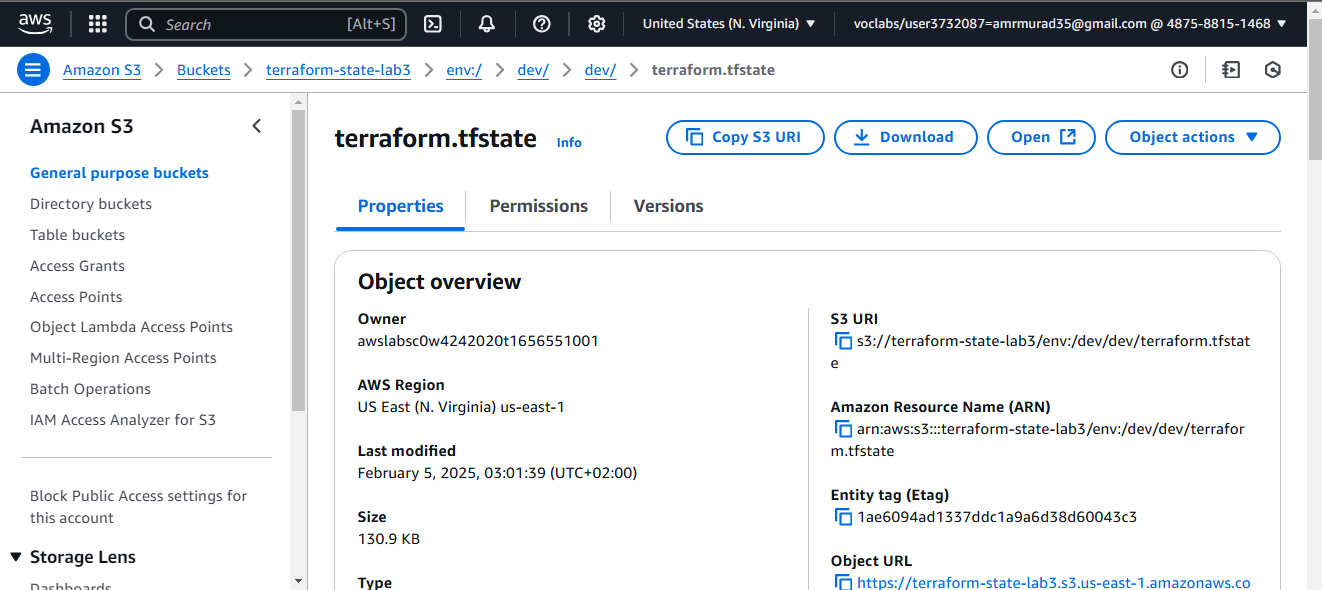 aws
Search [Alt+S]
United States (N. Virginia) ▼
voclabs/user3732087=amrmurad35@gmail.com @ 4875-8815-1468 ▼
Amazon S3 > Buckets > terraform-state-lab3 > env:/ > dev/ > dev/ > terraform.tfstate
Amazon S3
General purpose buckets
Directory buckets
Table buckets
Access Grants
Access Points
Object Lambda Access Points
Multi-Region Access Points
Batch Operations
IAM Access Analyzer for S3
Block Public Access settings for
this account
▼ Storage Lens
Dashboards
terraform.tfstate Info
Copy S3 URI
Download
Open
Object actions ▼
Properties
Permissions
Versions
Object overview
Owner
awslabsc0w4242020t1656551001
AWS Region
US East (N. Virginia) us-east-1
Last modified
February 5, 2025, 03:01:39 (UTC+02:00)
Size
130.9 KB
Type
S3 URI
s3://terraform-state-lab3/env:/dev/dev/terraform.tfstat
e
Amazon Resource Name (ARN)
arn:aws:s3:::terraform-state-lab3/env:/dev/dev/terrafor
m.tfstate
Entity tag (Etag)
1ae6094ad1337ddc1a9a6d38d60043c3
Object URL
https://terraform-state-lab3.s3.us-east-1.amazonaws.co